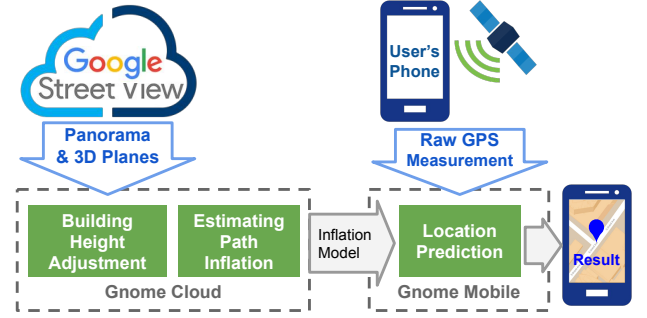 Google
Street View
User's
Phone
Panorama
& 3D Planes
Raw GPS
Measurement
Building
Height
Adjustment
Estimating
Path
Inflation
Inflation
Model
Location
Prediction
Result
Gnome Cloud
Gnome Mobile